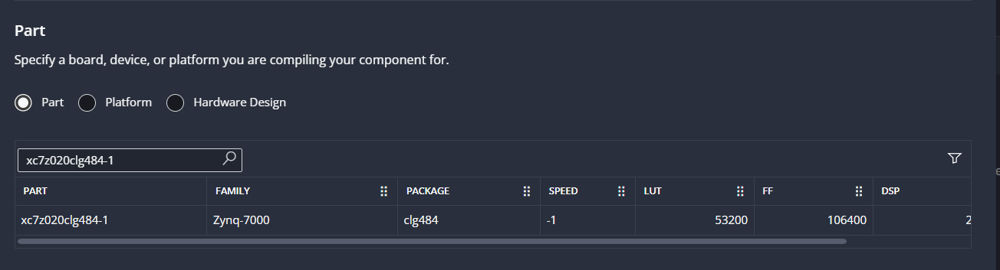 Part
Specify a board, device, or platform you are compiling your component for.
Part Platform Hardware Design
xc7z020clg484-1
PART FAMILY PACKAGE SPEED LUT FF DSP
xc7z020clg484-1 Zynq-7000 clg484 -1 53200 106400 2